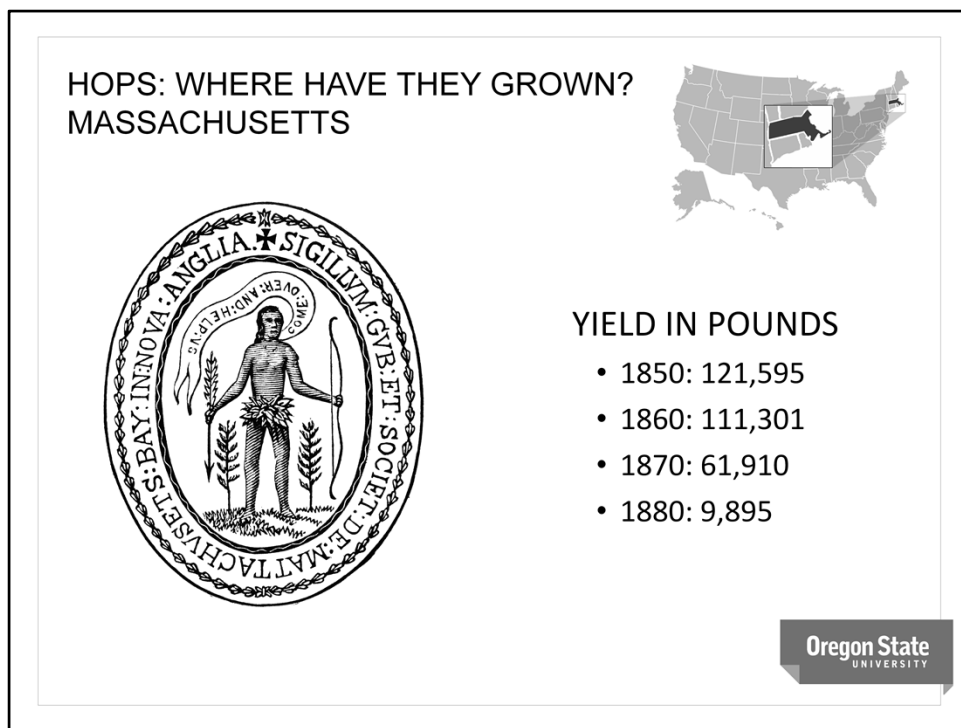 HOPS: WHERE HAVE THEY GROWN?
MASSACHUSETTS
SIGILLVM:GVB:ET:SOCIET:DE:MATTACHVSETS:BAY:IN:NOVA:ANGLIA.
COME:OVER:AND:HELP:VS
YIELD IN POUNDS
• 1850: 121,595
• 1860: 111,301
• 1870: 61,910
• 1880: 9,895
Oregon State
UNIVERSITY